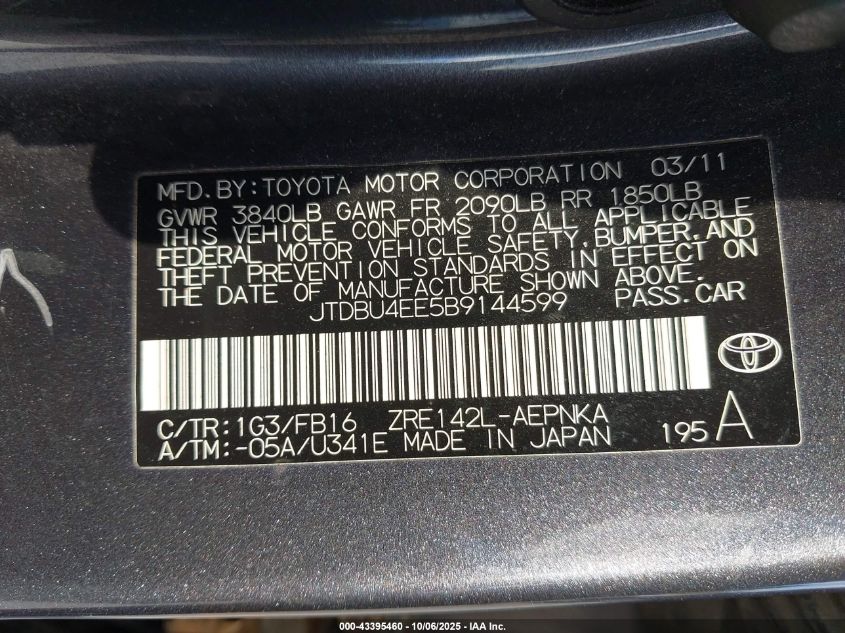 MFD. BY: TOYOTA MOTOR CORPORATION 03/11
GVWR 3840LB GAWR FR 2090LB RR 1850LB
THIS VEHICLE CONFORMS TO ALL APPLICABLE
FEDERAL MOTOR VEHICLE SAFETY, BUMPER, AND
THEFT PREVENTION STANDARDS IN EFFECT ON
THE DATE OF MANUFACTURE SHOWN ABOVE.
JTDBU4EE5B9144599 PASS. CAR
C/TR: 1G3/FB16 ZRE142L-AEPNKA
A/TM: -05A/U341E MADE IN JAPAN 195 A
000-43395460 - 10/06/2025 - IAA Inc.